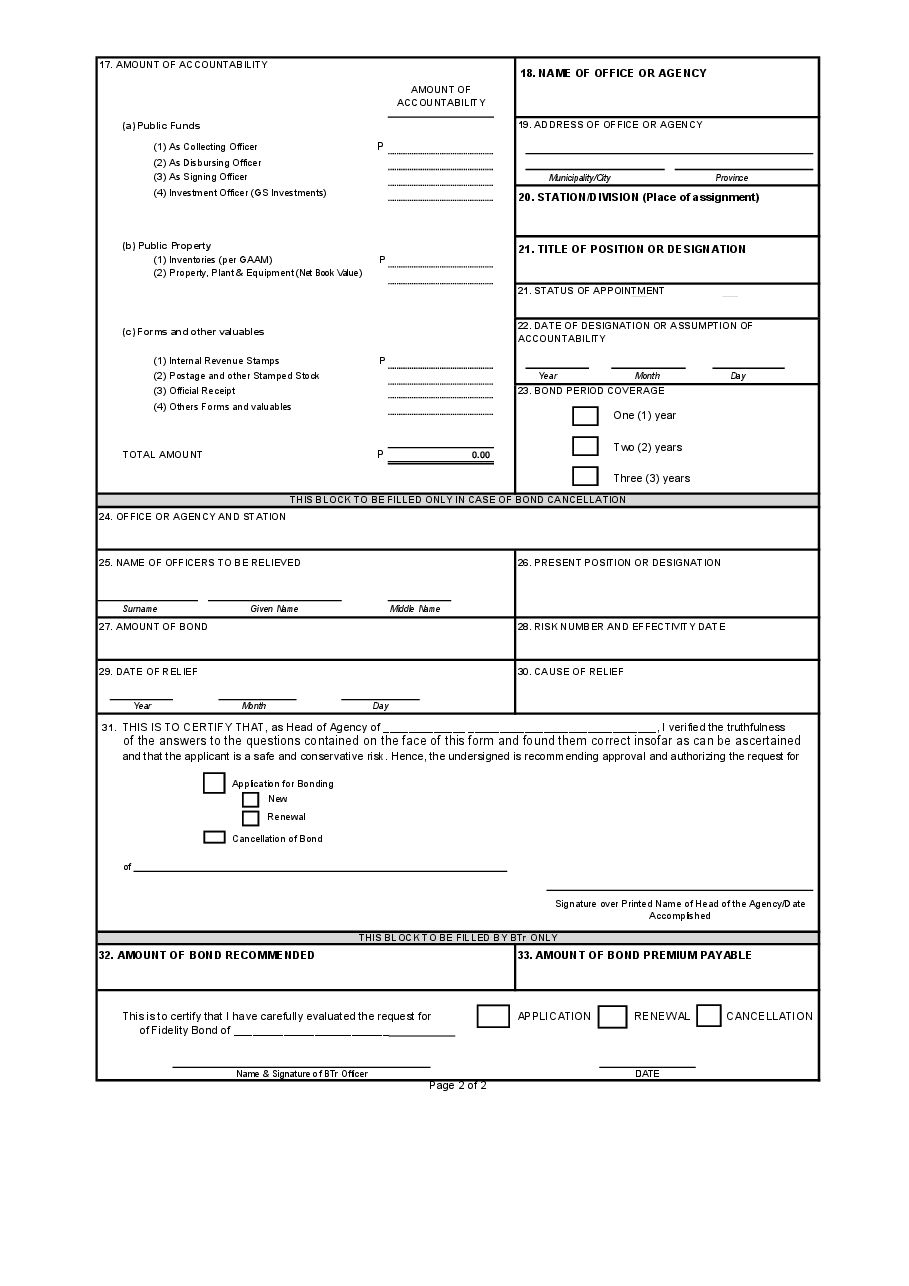 17. AMOUNT OF ACCOUNTABILITY
AMOUNT OF
ACCOUNTABILITY
(a) Public Funds
(1) As Collecting Officer P
(2) As Disbursing Officer
(3) As Signing Officer
(4) Investment Officer (GS Investments)
(b) Public Property
(1) Inventories (per GAAM) P
(2) Property, Plant & Equipment (Net Book Value)
(c) Forms and other valuables
(1) Internal Revenue Stamps P
(2) Postage and other Stamped Stock
(3) Official Receipt
(4) Others Forms and valuables
TOTAL AMOUNT P 0.00
18. NAME OF OFFICE OR AGENCY
19. ADDRESS OF OFFICE OR AGENCY
Municipality/City Province
20. STATION/DIVISION (Place of assignment)
21. TITLE OF POSITION OR DESIGNATION
21. STATUS OF APPOINTMENT
22. DATE OF DESIGNATION OR ASSUMPTION OF
ACCOUNTABILITY
Year Month Day
23. BOND PERIOD COVERAGE
One (1) year
Two (2) years
Three (3) years
THIS BLOCK TO BE FILLED ONLY IN CASE OF BOND CANCELLATION
24. OFFICE OR AGENCY AND STATION
25. NAME OF OFFICERS TO BE RELIEVED
Surname Given Name Middle Name
26. PRESENT POSITION OR DESIGNATION
27. AMOUNT OF BOND
28. RISK NUMBER AND EFFECTIVITY DATE
29. DATE OF RELIEF
Year Month Day
30. CAUSE OF RELIEF
31. THIS IS TO CERTIFY THAT, as Head of Agency of ____________________________________________, I verified the truthfulness
of the answers to the questions contained on the face of this form and found them correct insofar as can be ascertained
and that the applicant is a safe and conservative risk. Hence, the undersigned is recommending approval and authorizing the request for
Application for Bonding
New
Renewal
Cancellation of Bond
of
Signature over Printed Name of Head of the Agency/Date
Accomplished
THIS BLOCK TO BE FILLED BY BTr ONLY
32. AMOUNT OF BOND RECOMMENDED
33. AMOUNT OF BOND PREMIUM PAYABLE
This is to certify that I have carefully evaluated the request for
of Fidelity Bond of ____________________________________
APPLICATION RENEWAL CANCELLATION
Name & Signature of BTr Officer
DATE
Page 2 of 2